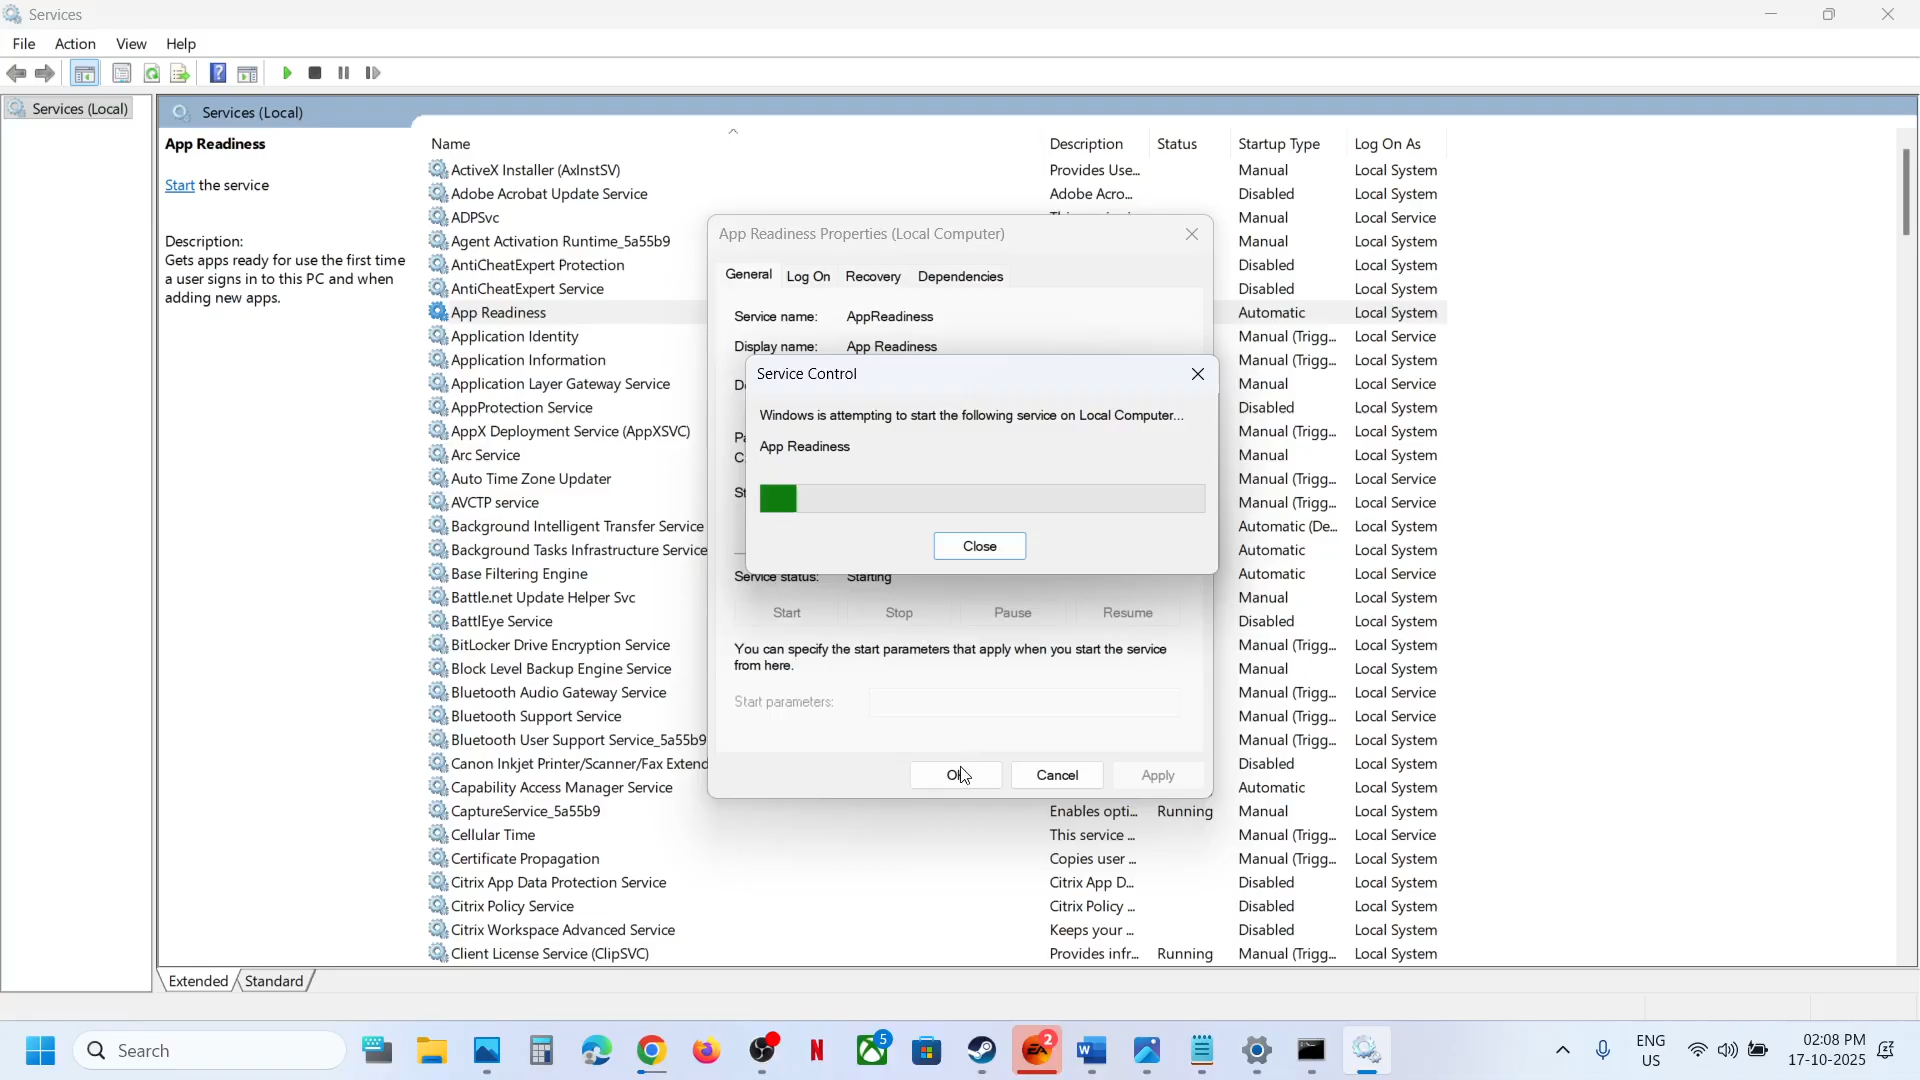 Services
File Action View Help
Services (Local)
Services (Local)
App Readiness
Start the service
Description:
Gets apps ready for use the first time
a user signs in to this PC and when
adding new apps.
Name Description Status Startup Type Log On As
ActiveX Installer (AxInstSV) Provides Use... Manual Local System
Adobe Acrobat Update Service Adobe Acro... Disabled Local System
ADPSvc Manual Local Service
Agent Activation Runtime_5a55b9 Manual Local System
AntiCheatExpert Protection Disabled Local System
AntiCheatExpert Service Disabled Local System
App Readiness Automatic Local System
Application Identity Manual (Trigg... Local Service
Application Information Manual (Trigg... Local System
Application Layer Gateway Service Manual Local Service
AppProtection Service Disabled Local System
AppX Deployment Service (AppXSVC) Manual (Trigg... Local System
Arc Service Manual Local System
Auto Time Zone Updater Manual (Trigg... Local Service
AVCTP service Manual (Trigg... Local Service
Background Intelligent Transfer Service Automatic (De... Local System
Background Tasks Infrastructure Service Automatic Local System
Base Filtering Engine Automatic Local Service
Battle.net Update Helper Svc Manual Local System
BattlEye Service Disabled Local System
BitLocker Drive Encryption Service Manual (Trigg... Local System
Block Level Backup Engine Service Manual Local System
Bluetooth Audio Gateway Service Manual (Trigg... Local Service
Bluetooth Support Service Manual (Trigg... Local Service
Bluetooth User Support Service_5a55b9 Manual (Trigg... Local System
Canon Inkjet Printer/Scanner/Fax Extend Disabled Local System
Capability Access Manager Service Automatic Local System
CaptureService_5a55b9 Enables opti... Running Manual Local System
Cellular Time This service ... Manual (Trigg... Local Service
Certificate Propagation Copies user ... Manual (Trigg... Local System
Citrix App Data Protection Service Citrix App D... Disabled Local System
Citrix Policy Service Citrix Policy ... Disabled Local System
Citrix Workspace Advanced Service Keeps your ... Disabled Local System
Client License Service (ClipSVC) Provides infr... Running Manual (Trigg... Local System
App Readiness Properties (Local Computer)
General Log On Recovery Dependencies
Service name: AppReadiness
Display name: App Readiness
Service Control
Windows is attempting to start the following service on Local Computer...
App Readiness
Close
Service status: Starting
Start Stop Pause Resume
You can specify the start parameters that apply when you start the service
from here.
Start parameters:
OK Cancel Apply
Extended Standard
Search
5
2
ENG
US
02:08 PM
17-10-2025